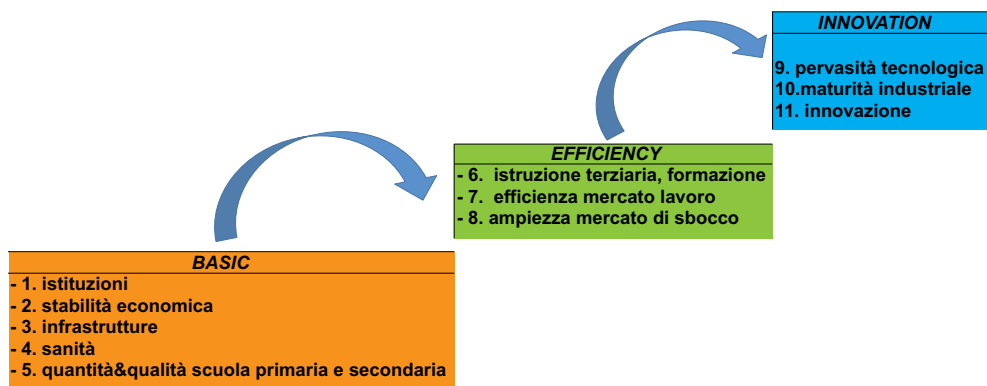 INNOVATION
9. pervasità tecnologica
10.maturità industriale
11. innovazione
EFFICIENCY
- 6. istruzione terziaria, formazione
- 7. efficienza mercato lavoro
- 8. ampiezza mercato di sbocco
BASIC
- 1. istituzioni
- 2. stabilità economica
- 3. infrastrutture
- 4. sanità
- 5. quantità&qualità scuola primaria e secondaria